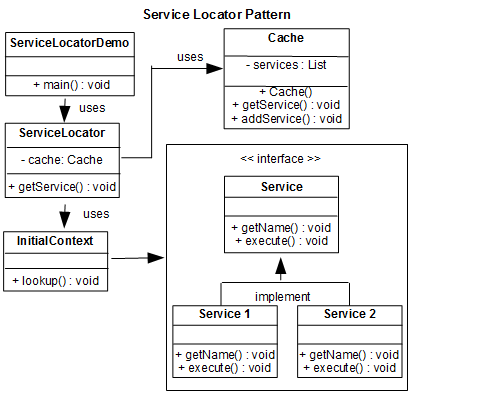 Service Locator Pattern
ServiceLocatorDemo
+ main() : void
uses
Cache
- services : List
+ Cache()
+ getService() : void
+ addService() : void
uses
ServiceLocator
- cache: Cache
+ getService() : void
uses
InitialContext
+ lookup() : void
<< interface >>
Service
+ getName() : void
+ execute() : void
implement
Service 1
+ getName() : void
+ execute() : void
Service 2
+ getName() : void
+ execute() : void